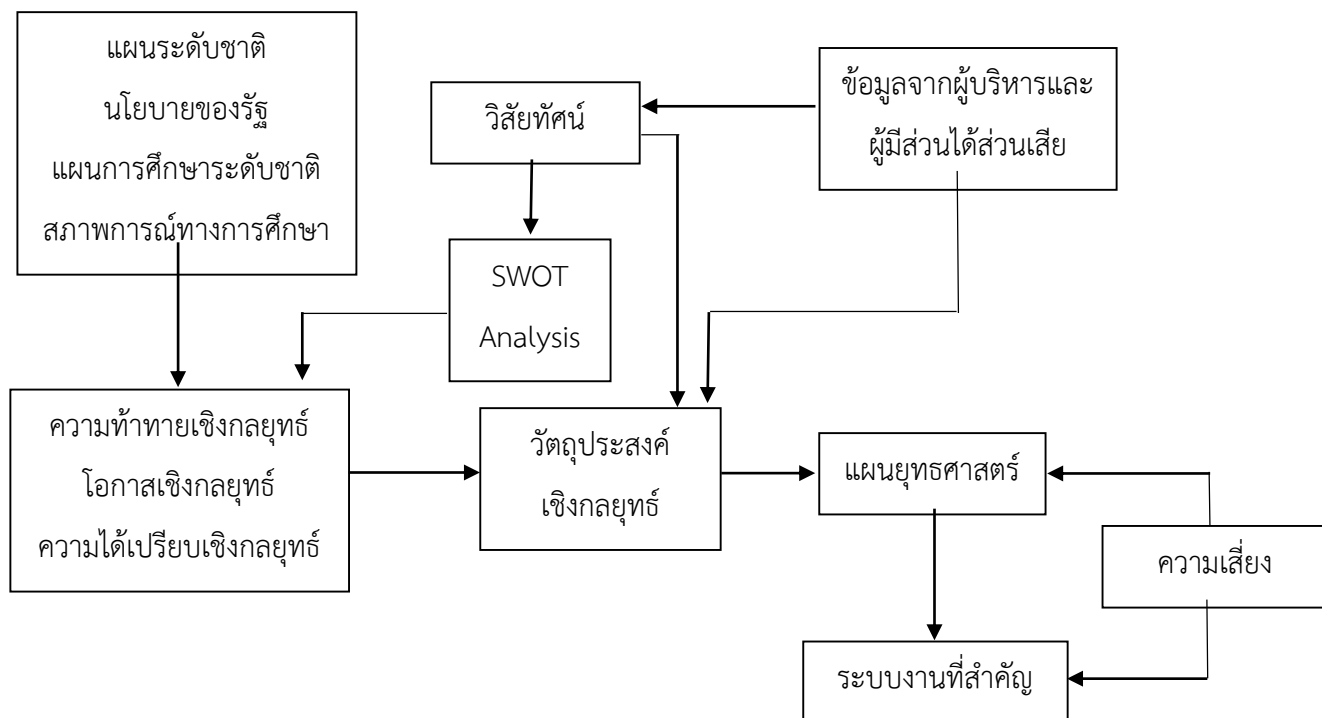 แผนระดับชาติ
นโยบายของรัฐ
แผนการศึกษาระดับชาติ
สภาพการณ์ทางการศึกษา
วิสัยทัศน์
ข้อมูลจากผู้บริหารและ
ผู้มีส่วนได้ส่วนเสีย
SWOT
Analysis
ความท้าทายเชิงกลยุทธ์
โอกาสเชิงกลยุทธ์
ความได้เปรียบเชิงกลยุทธ์
วัตถุประสงค์
เชิงกลยุทธ์
แผนยุทธศาสตร์
ความเสี่ยง
ระบบงานที่สำคัญ